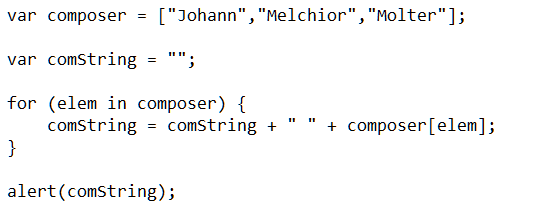 var composer = ["Johann","Melchior","Molter"];
var comString = "";
for (elem in composer) {
    comString = comString + " " + composer[elem];
}
alert(comString);